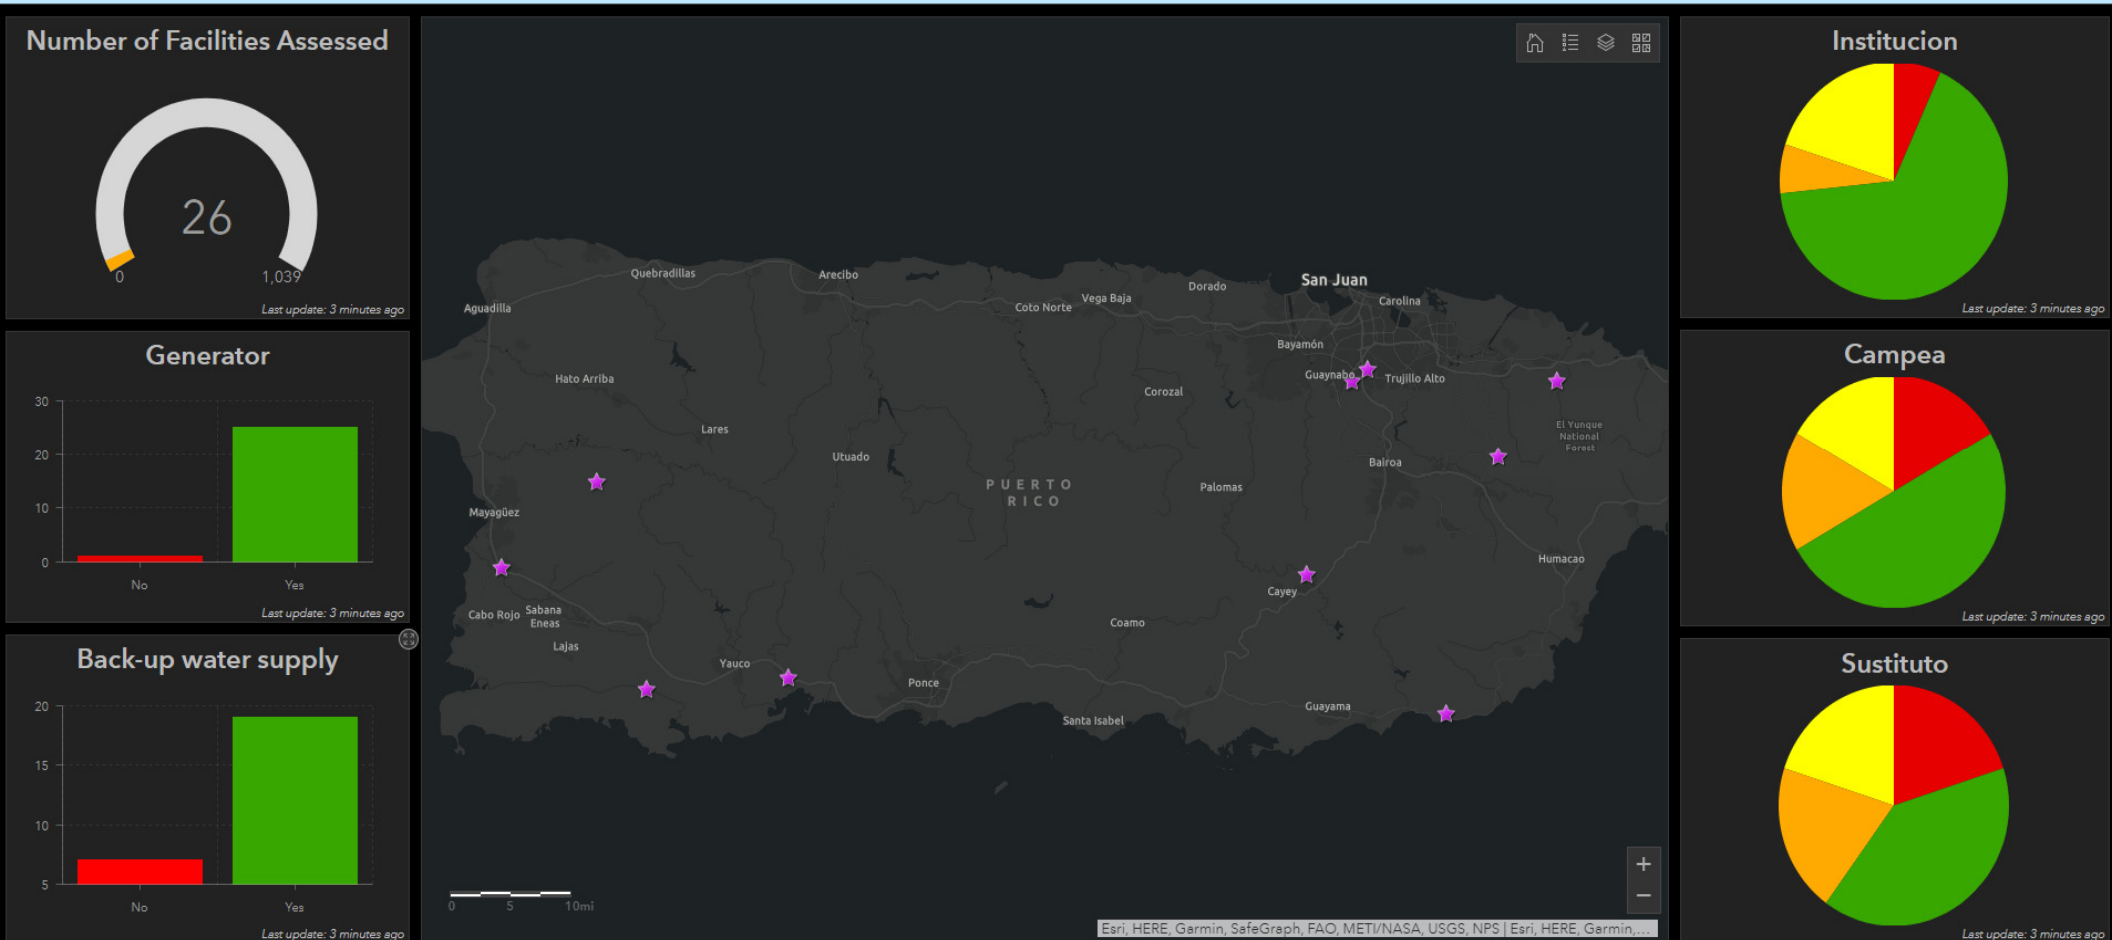 Number of Facilities Assessed
26
0
1,039
Last update: 3 minutes ago
Generator
30
20
10
0
No
Yes
Last update: 3 minutes ago
Back-up water supply
20
15
10
5
No
Yes
Last update: 3 minutes ago
Quebradillas
Arecibo
San Juan
Dorado
Vega Baja
Carolina
Aguadilla
Coto Norte
Bayamón
Guaynabo
Trujillo Alto
Hato Arriba
Corozal
Lares
El Yunque
National
Forest
Utuado
Bairoa
PUERTO
RICO
Palomas
Mayagüez
Humacao
Cayey
Cabo Rojo
Sabana
Eneas
Coamo
Lajas
Yauco
Ponce
Guayama
Santa Isabel
0 5 10mi
+
−
Esri, HERE, Garmin, SafeGraph, FAO, METI/NASA, USGS, NPS | Esri, HERE, Garmin,...
Institucion
Last update: 3 minutes ago
Campea
Last update: 3 minutes ago
Sustituto
Last update: 3 minutes ago